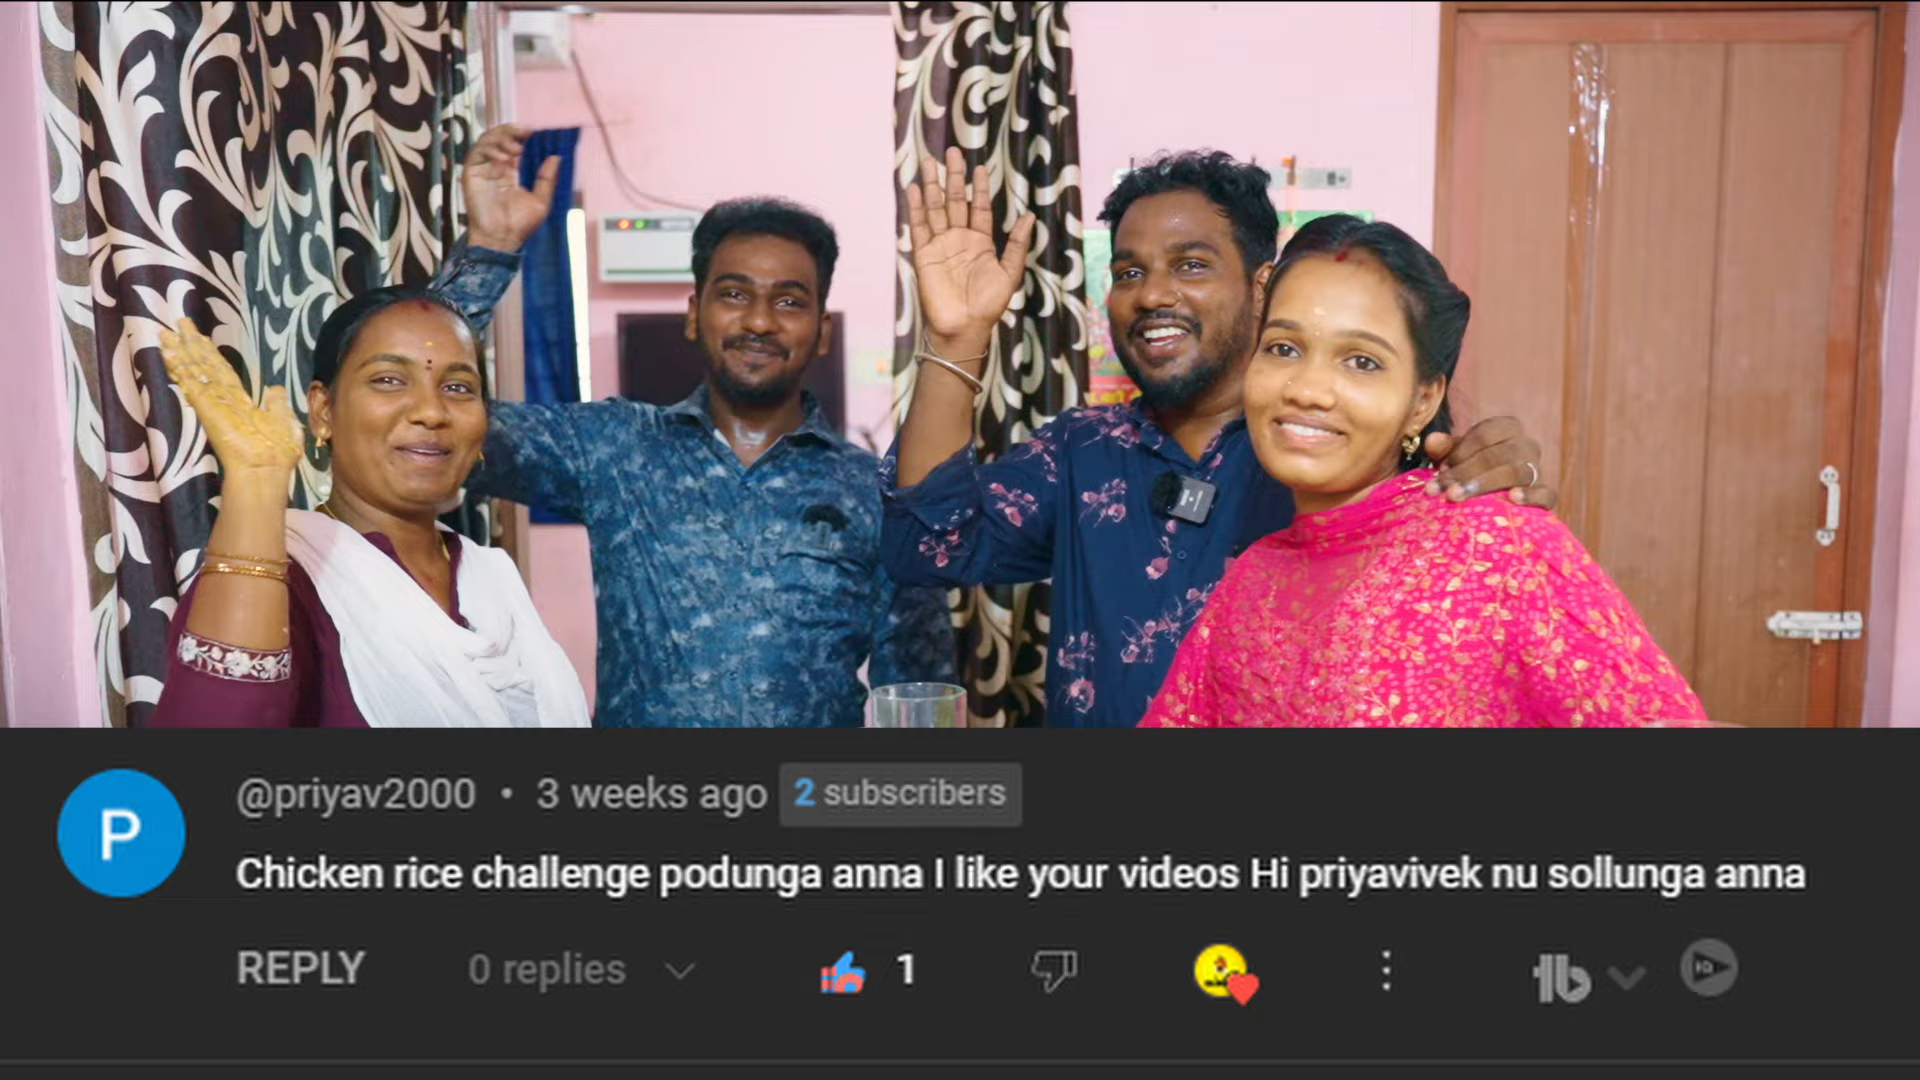 @priyav2000 • 3 weeks ago 2 subscribers
P
Chicken rice challenge podunga anna I like your videos Hi priyavivek nu sollunga anna
REPLY 0 replies 1